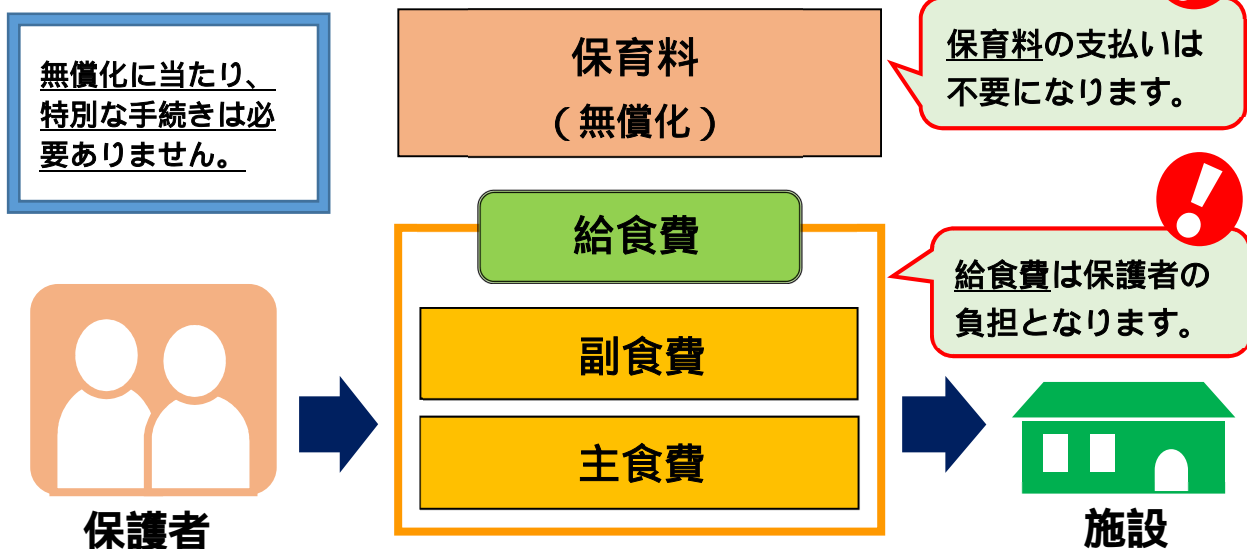 無償化に当たり、
特別な手続きは必
要ありません。
保育料
（無償化）
保育料の支払いは
不要になります。
給食費
給食費は保護者の
負担となります。
副食費
主食費
保護者
施設